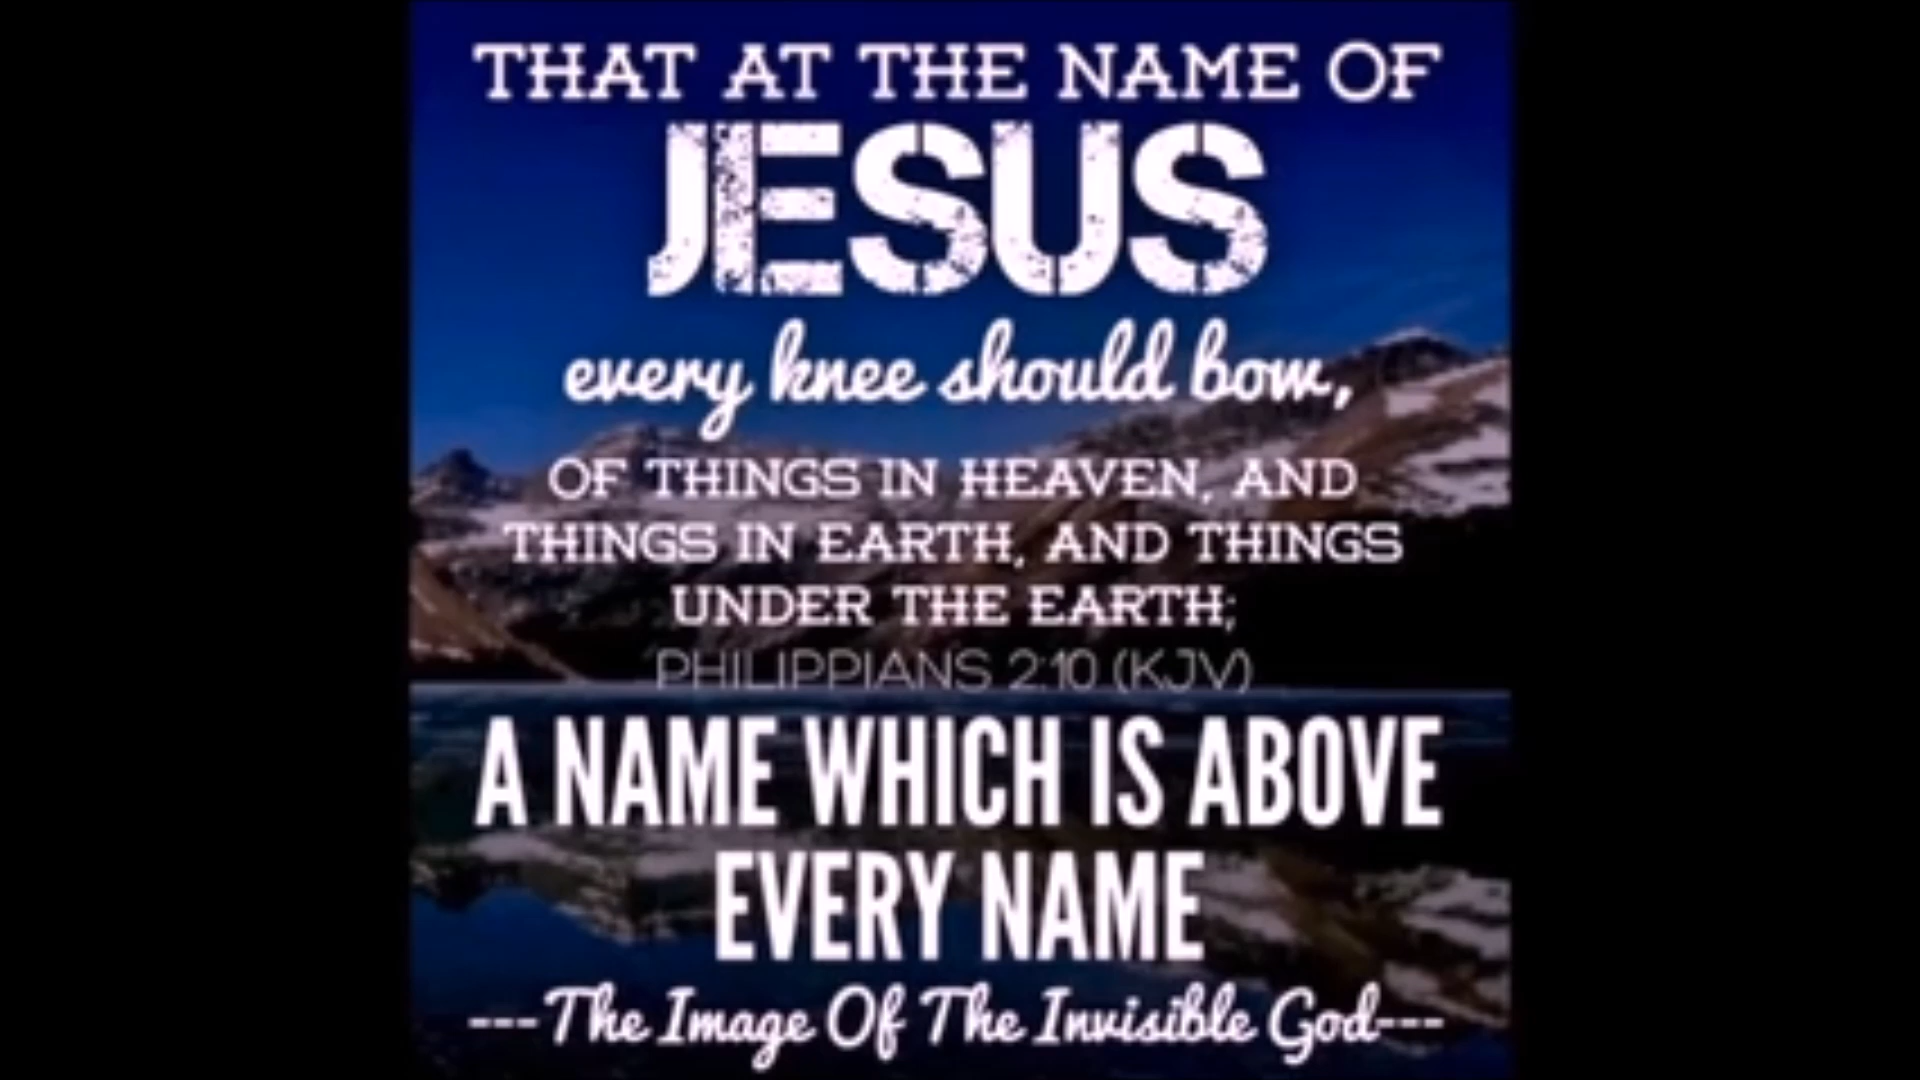 THAT AT THE NAME OF
JESUS
every knee should bow,
OF THINGS IN HEAVEN, AND
THINGS IN EARTH, AND THINGS
UNDER THE EARTH;
PHILIPPIANS 2:10 (KJV)
A NAME WHICH IS ABOVE
EVERY NAME
---The Image Of The Invisible God---